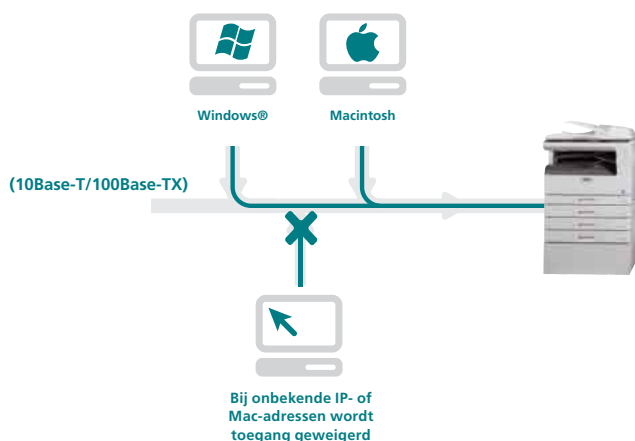 Windows®
Macintosh
(10Base-T/100Base-TX)
Bij onbekende IP- of
Mac-adressen wordt
toegang geweigerd